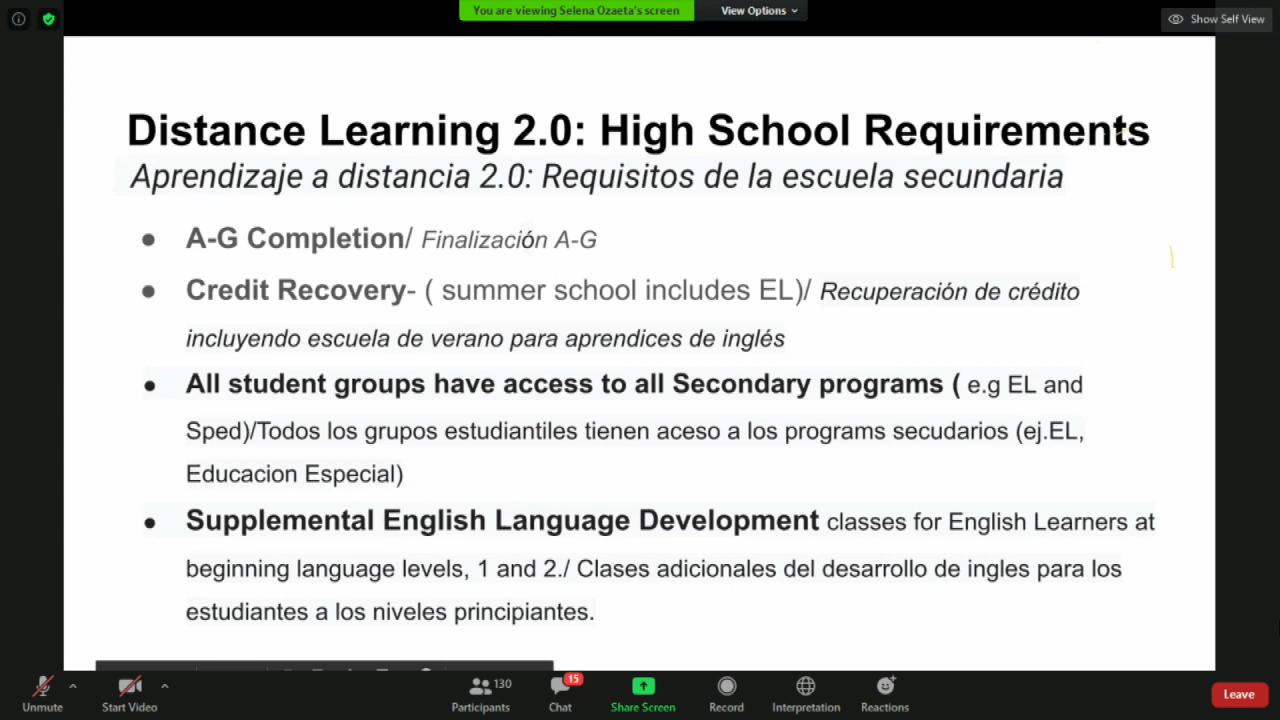 You are viewing Selena Ozaeta's screen
View Options
Show Self View
Distance Learning 2.0: High School Requirements
Aprendizaje a distancia 2.0: Requisitos de la escuela secundaria
● A-G Completion/ Finalización A-G
● Credit Recovery- ( summer school includes EL)/ Recuperación de crédito
incluyendo escuela de verano para aprendices de inglés
● All student groups have access to all Secondary programs ( e.g EL and
Sped)/Todos los grupos estudiantiles tienen aceso a los programs secudarios (ej.EL,
Educacion Especial)
● Supplemental English Language Development classes for English Learners at
beginning language levels, 1 and 2./ Clases adicionales del desarrollo de ingles para los
estudiantes a los niveles principiantes.
130
15
Unmute
Start Video
Participants
Chat
Share Screen
Record
Interpretation
Reactions
Leave